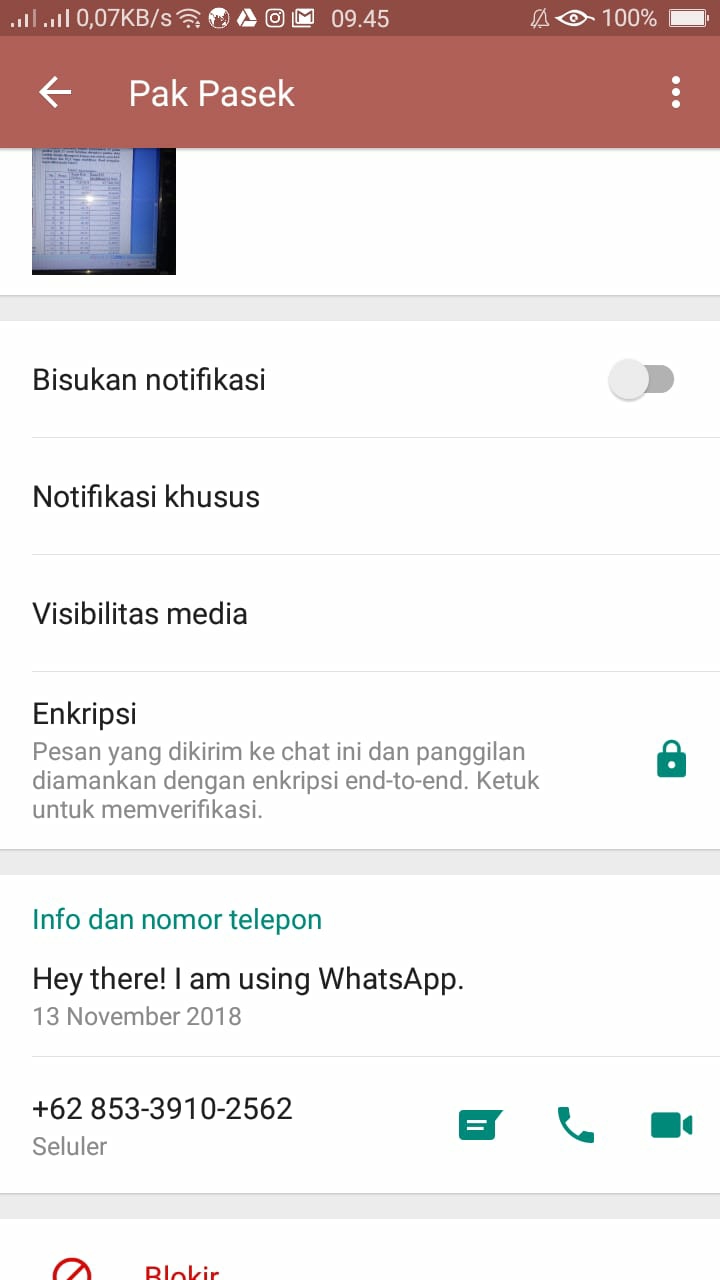 0,07KB/s 09.45 100%
Pak Pasek
Bisukan notifikasi
Notifikasi khusus
Visibilitas media
Enkripsi
Pesan yang dikirim ke chat ini dan panggilan
diamankan dengan enkripsi end-to-end. Ketuk
untuk memverifikasi.
Info dan nomor telepon
Hey there! I am using WhatsApp.
13 November 2018
+62 853-3910-2562
Seluler
Blokir